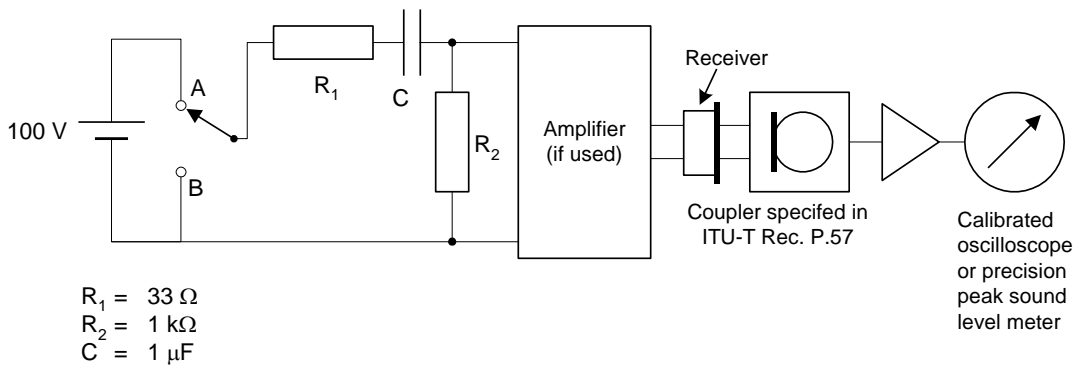 A
R1
C
Receiver
100 V
R2
Amplifier
(if used)
B
Coupler specifed in
ITU-T Rec. P.57
Calibrated
oscilloscope
or precision
peak sound
level meter
R1 = 33 Ω
R2 = 1 kΩ
C = 1 μF